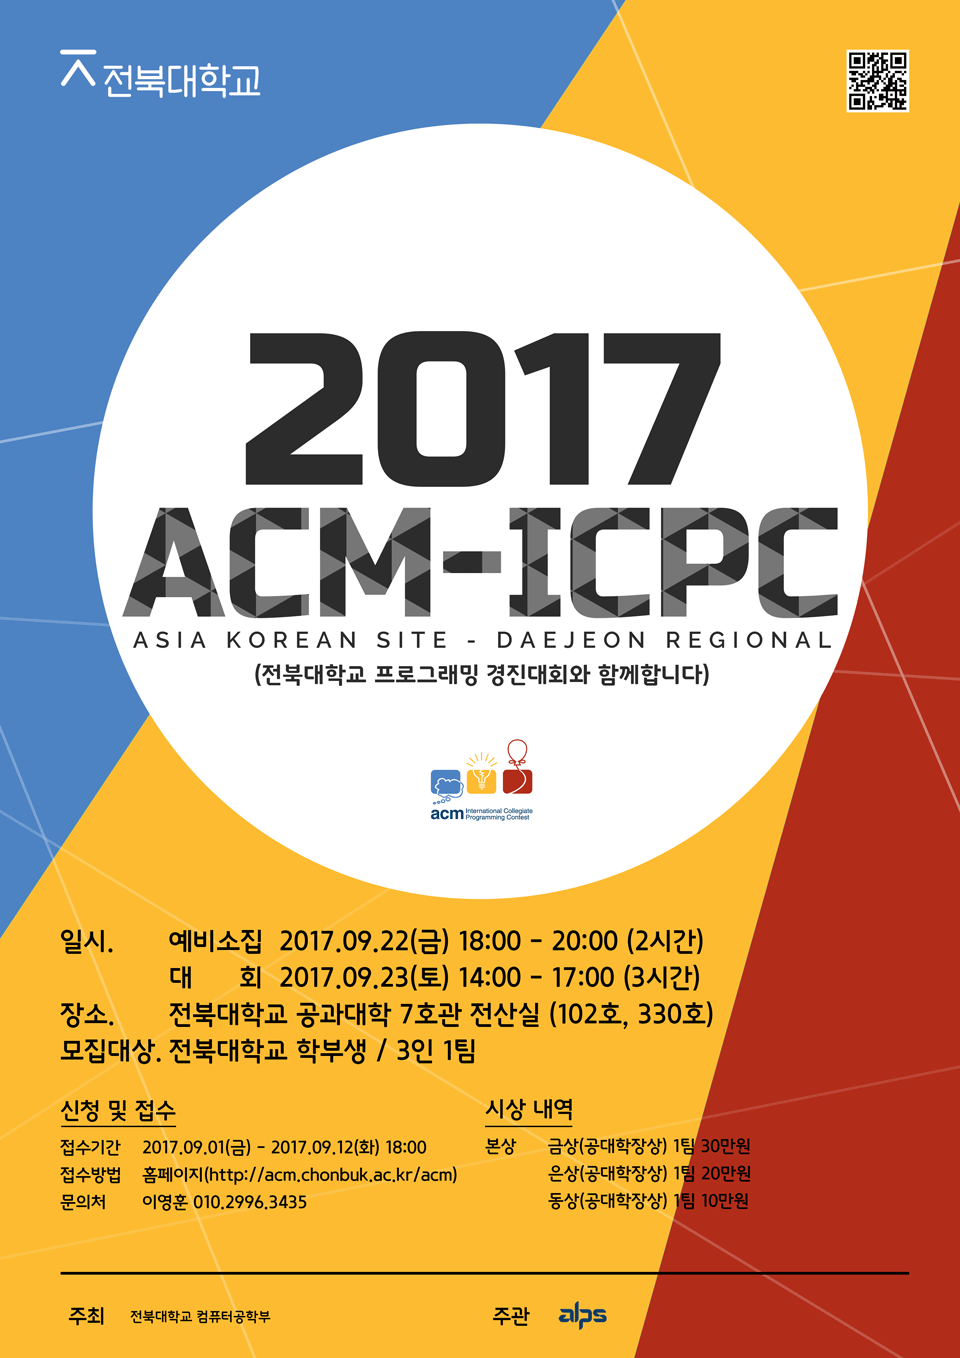 전북대학교
2017
ACM-ICPC
ASIA KOREAN SITE - DAEJEON REGIONAL
(전북대학교 프로그래밍 경진대회와 함께합니다)
acm International Collegiate
Programming Contest
일시. 예비소집 2017.09.22(금) 18:00 - 20:00 (2시간)
대 회 2017.09.23(토) 14:00 - 17:00 (3시간)
장소. 전북대학교 공과대학 7호관 전산실 (102호, 330호)
모집대상. 전북대학교 학부생 / 3인 1팀
신청 및 접수
접수기간 2017.09.01(금) - 2017.09.12(화) 18:00
접수방법 홈페이지(http://acm.chonbuk.ac.kr/acm)
문의처 이영훈 010.2996.3435
시상 내역
본상 금상(공대학장상) 1팀 30만원
은상(공대학장상) 1팀 20만원
동상(공대학장상) 1팀 10만원
주최 전북대학교 컴퓨터공학부
주관 alps